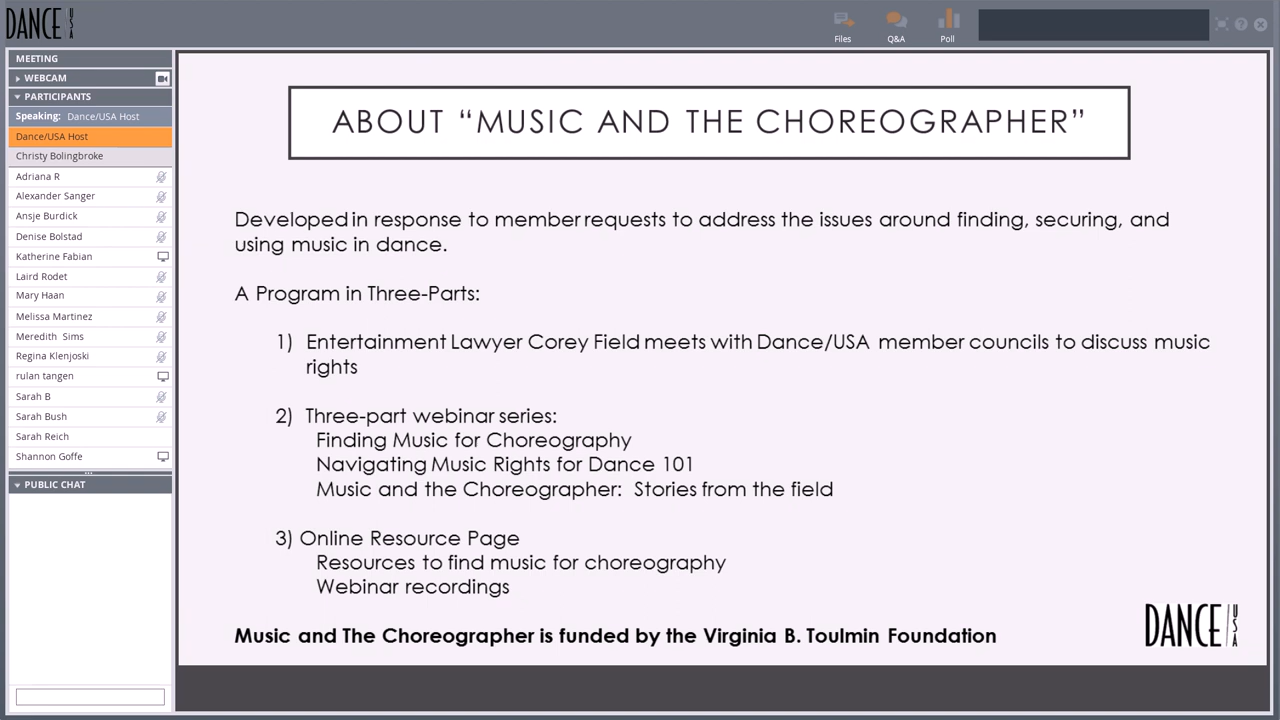 DANCE USA
Files
Q&A
Poll
MEETING
WEBCAM
PARTICIPANTS
Speaking: Dance/USA Host
Dance/USA Host
Christy Bolingbroke
Adriana R
Alexander Sanger
Ansje Burdick
Denise Bolstad
Katherine Fabian
Laird Rodet
Mary Haan
Melissa Martinez
Meredith Sims
Regina Klenjoski
rulan tangen
Sarah B
Sarah Bush
Sarah Reich
Shannon Goffe
PUBLIC CHAT
ABOUT “MUSIC AND THE CHOREOGRAPHER”
Developed in response to member requests to address the issues around finding, securing, and
using music in dance.
A Program in Three-Parts:
1) Entertainment Lawyer Corey Field meets with Dance/USA member councils to discuss music
rights
2) Three-part webinar series:
Finding Music for Choreography
Navigating Music Rights for Dance 101
Music and the Choreographer: Stories from the field
3) Online Resource Page
Resources to find music for choreography
Webinar recordings
Music and The Choreographer is funded by the Virginia B. Toulmin Foundation
DANCE USA